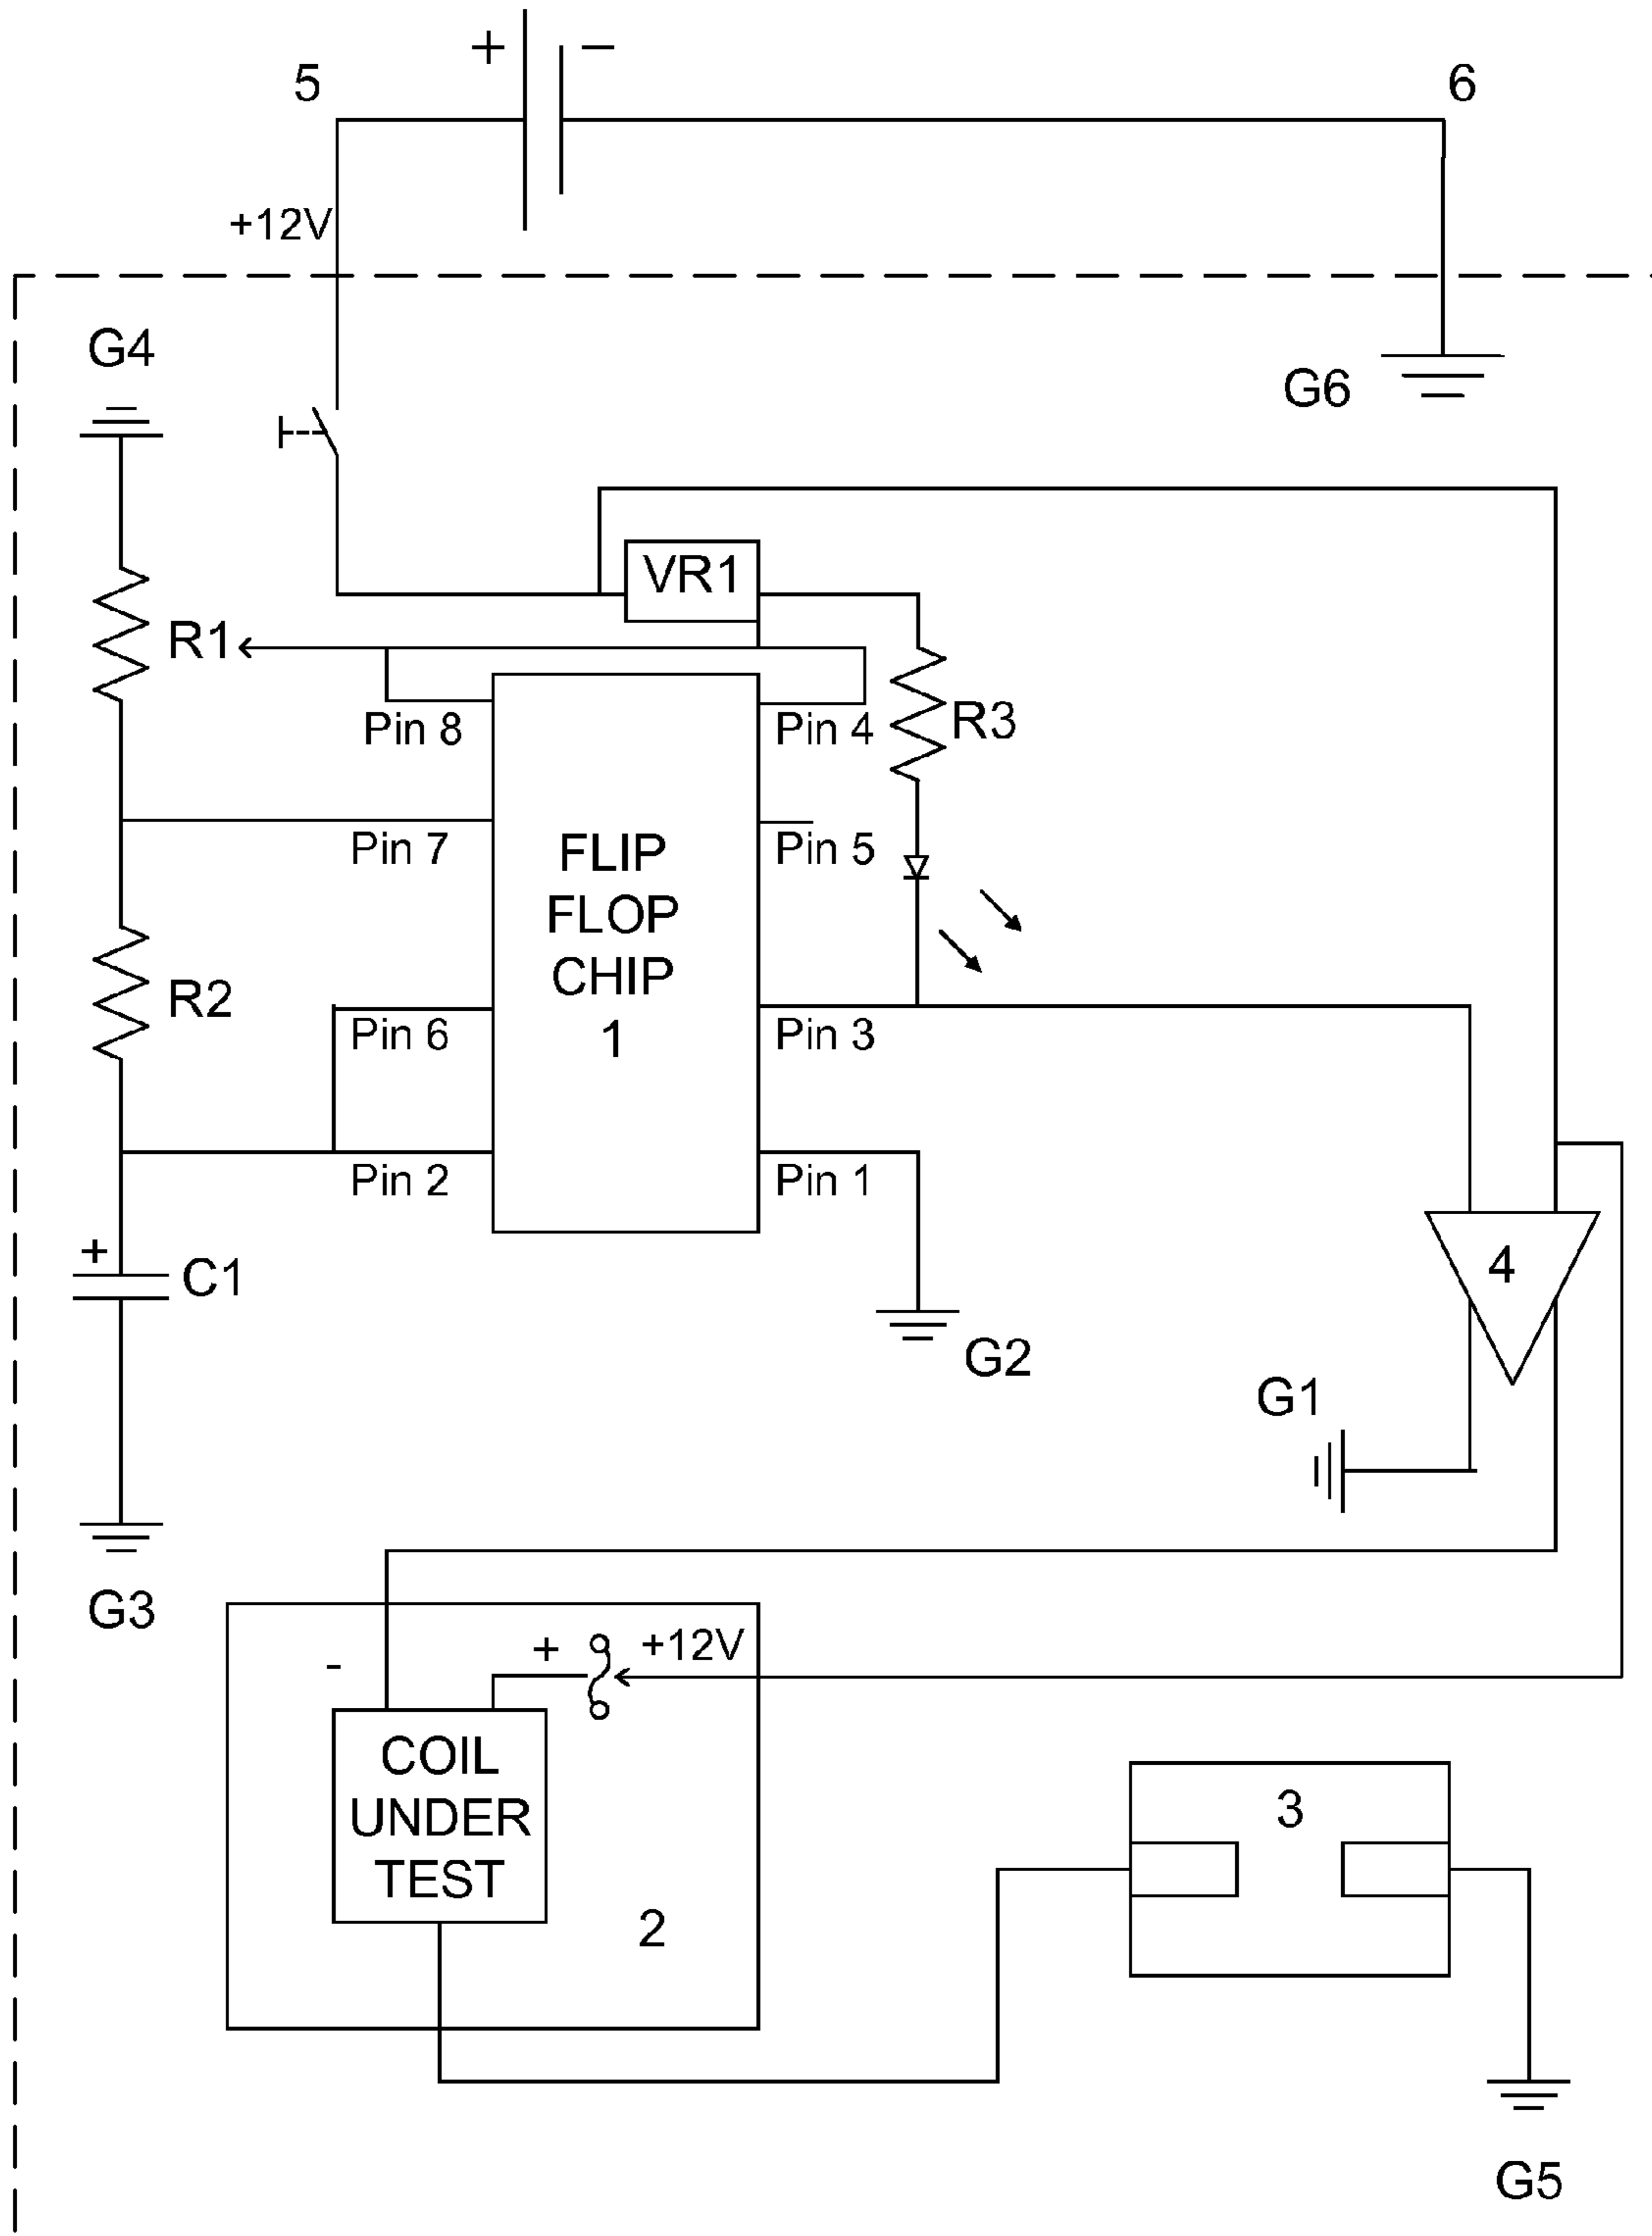 + −
5
6
+12V
G4
G6
VR1
R1
Pin 8
Pin 4
R3
Pin 7
Pin 5
FLIP
FLOP
CHIP
1
R2
Pin 6
Pin 3
Pin 2
Pin 1
+
C1
4
G2
G1
G3
- + +12V
COIL
UNDER
TEST
3
2
G5